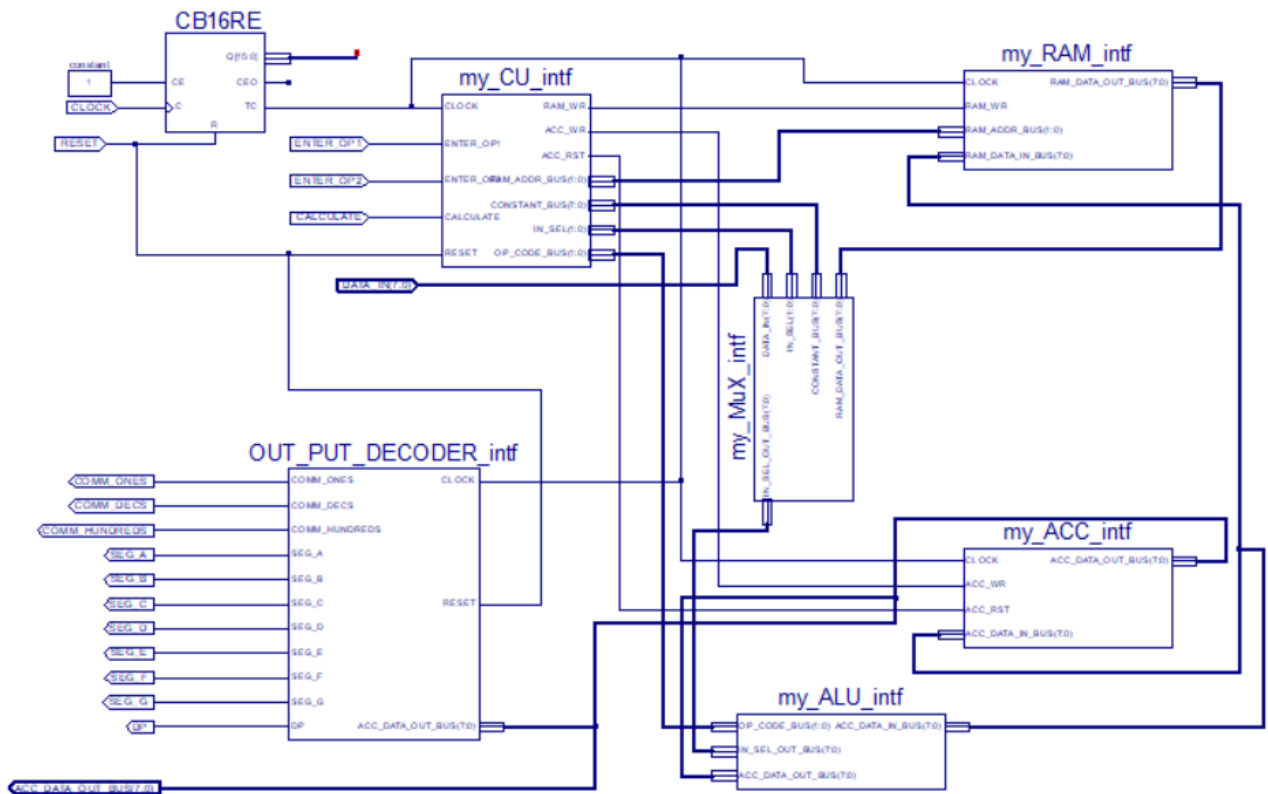 CB16RE
Q[15:0]
constant
1
CE
CEO
CLOCK
C
TC
R
RESET
my_CU_intf
CLOCK
RAM_WR
ACC_WR
ENTER_OP1
ENTER_OP1
ACC_RST
ENTER_OP2
RAM_ADDR_BUS(1:0)
CONSTANT_BUS(7:0)
CALCULATE
CALCULATE
IN_SEL(1:0)
RESET
OP_CODE_BUS(1:0)
DATA_IN(7:0)
my_RAM_intf
CLOCK
RAM_DATA_OUT_BUS(7:0)
RAM_WR
RAM_ADDR_BUS(1:0)
RAM_DATA_IN_BUS(7:0)
my_MuX_intf
DATA_IN(7:0)
IN_SEL(1:0)
CONSTANT_BUS(7:0)
RAM_DATA_OUT_BUS(7:0)
IN_SEL_OUT_BUS(7:0)
OUT_PUT_DECODER_intf
COMM_ONES
COMM_ONES
CLOCK
COMM_DECS
COMM_DECS
COMM_HUNDREDS
COMM_HUNDREDS
SEG_A
SEG_A
SEG_B
SEG_B
SEG_C
SEG_C
RESET
SEG_D
SEG_D
SEG_E
SEG_E
SEG_F
SEG_F
SEG_G
SEG_G
DP
DP
ACC_DATA_OUT_BUS(7:0)
ACC_DATA_OUT_BUS(7:0)
my_ACC_intf
CLOCK
ACC_DATA_OUT_BUS(7:0)
ACC_WR
ACC_RST
ACC_DATA_IN_BUS(7:0)
my_ALU_intf
OP_CODE_BUS(1:0)
ACC_DATA_IN_BUS(7:0)
IN_SEL_OUT_BUS(7:0)
ACC_DATA_OUT_BUS(7:0)